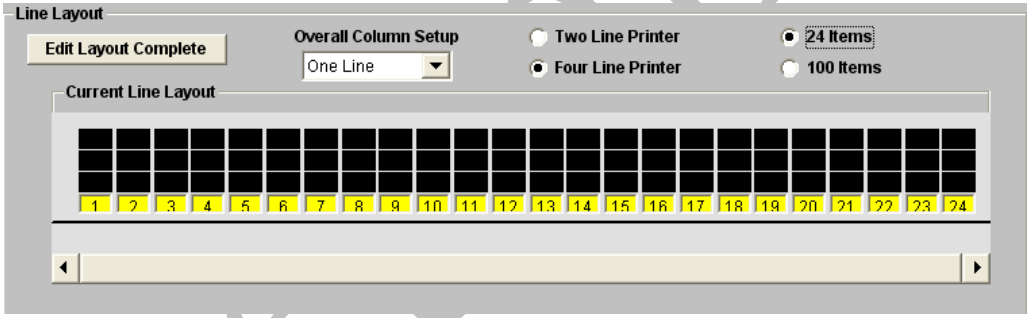 Line Layout
Edit Layout Complete
Overall Column Setup
One Line
Two Line Printer
Four Line Printer
24 Items
100 Items
Current Line Layout
1 2 3 4 5 6 7 8 9 10 11 12 13 14 15 16 17 18 19 20 21 22 23 24